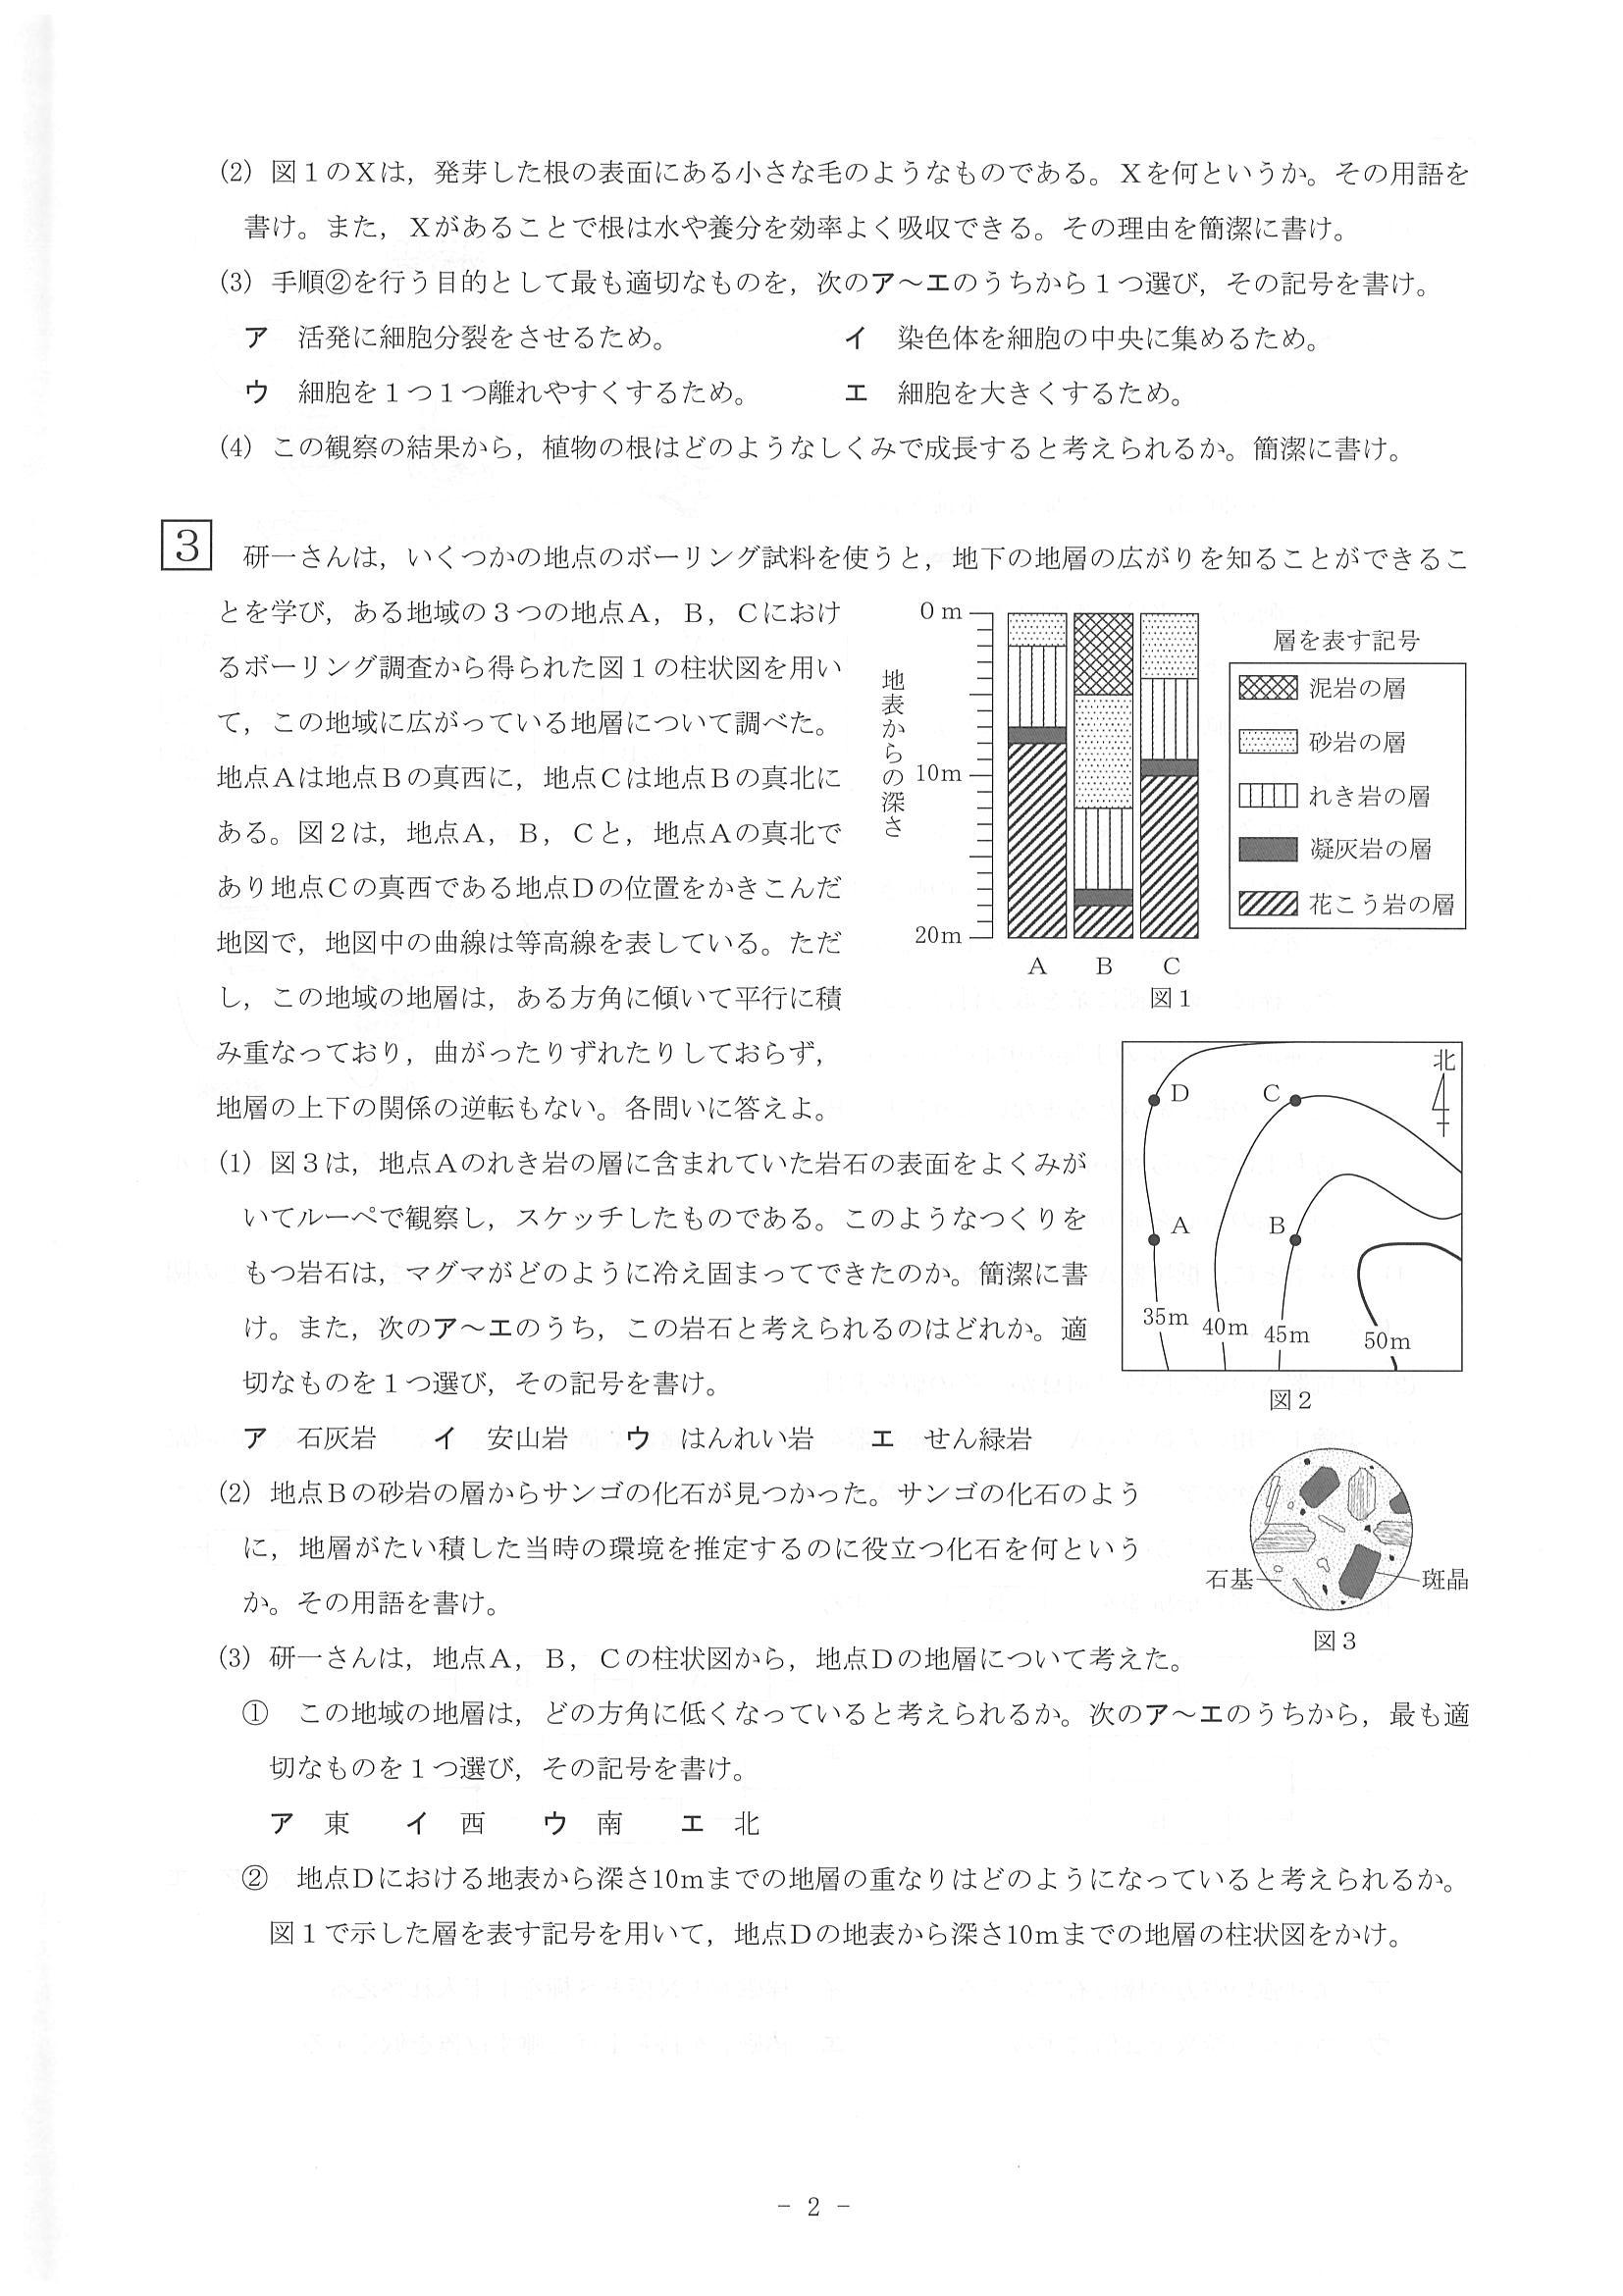 (2) 図1のXは，発芽した根の表面にある小さな毛のようなものである。Xを何というか。その用語を
書け。また，Xがあることで根は水や養分を効率よく吸収できる。その理由を簡潔に書け。
(3) 手順②を行う目的として最も適切なものを，次のア～エのうちから1つ選び，その記号を書け。
ア 活発に細胞分裂をさせるため。 イ 染色体を細胞の中央に集めるため。
ウ 細胞を1つ1つ離れやすくするため。 エ 細胞を大きくするため。
(4) この観察の結果から，植物の根はどのようなしくみで成長すると考えられるか。簡潔に書け。
3 研一さんは，いくつかの地点のボーリング試料を使うと，地下の地層の広がりを知ることができるこ
とを学び，ある地域の3つの地点A，B，Cにおけ
るボーリング調査から得られた図1の柱状図を用い
て，この地域に広がっている地層について調べた。
地点Aは地点Bの真西に，地点Cは地点Bの真北に
ある。図2は，地点A，B，Cと，地点Aの真北で
あり地点Cの真西である地点Dの位置をかきこんだ
地図で，地図中の曲線は等高線を表している。ただ
し，この地域の地層は，ある方角に傾いて平行に積
み重なっており，曲がったりずれたりしておらず，
地層の上下の関係の逆転もない。各問いに答えよ。
地表からの深さ
0m
10m
20m
A B C
図1
層を表す記号
泥岩の層
砂岩の層
れき岩の層
凝灰岩の層
花こう岩の層
北
D C
A B
35m 40m 45m 50m
図2
(1) 図3は，地点Aのれき岩の層に含まれていた岩石の表面をよくみが
いてルーペで観察し，スケッチしたものである。このようなつくりを
もつ岩石は，マグマがどのように冷え固まってできたのか。簡潔に書
け。また，次のア～エのうち，この岩石と考えられるのはどれか。適
切なものを1つ選び，その記号を書け。
ア 石灰岩 イ 安山岩 ウ はんれい岩 エ せん緑岩
(2) 地点Bの砂岩の層からサンゴの化石が見つかった。サンゴの化石のよう
に，地層がたい積した当時の環境を推定するのに役立つ化石を何という
か。その用語を書け。
石基 斑晶
図3
(3) 研一さんは，地点A，B，Cの柱状図から，地点Dの地層について考えた。
① この地域の地層は，どの方角に低くなっていると考えられるか。次のア～エのうちから，最も適
切なものを1つ選び，その記号を書け。
ア 東 イ 西 ウ 南 エ 北
② 地点Dにおける地表から深さ10mまでの地層の重なりはどのようになっていると考えられるか。
図1で示した層を表す記号を用いて，地点Dの地表から深さ10mまでの地層の柱状図をかけ。
－ 2 －